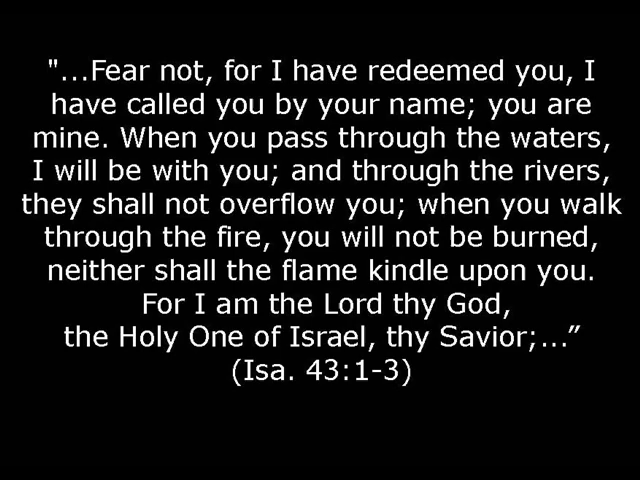 "...Fear not, for I have redeemed you, I
have called you by your name; you are
mine. When you pass through the waters,
I will be with you; and through the rivers,
they shall not overflow you; when you walk
through the fire, you will not be burned,
neither shall the flame kindle upon you.
For I am the Lord thy God,
the Holy One of Israel, thy Savior;...”
(Isa. 43:1-3)